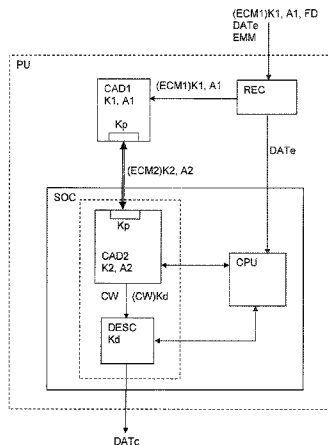 (ECM1)K1, A1, FD
DATe
EMM
PU
CAD1
K1, A1
Kp
(ECM1)K1, A1
REC
DATe
(ECM2)K2, A2
SOC
Kp
CAD2
K2, A2
CPU
CW
(CW)Kd
DESC
Kd
DATc